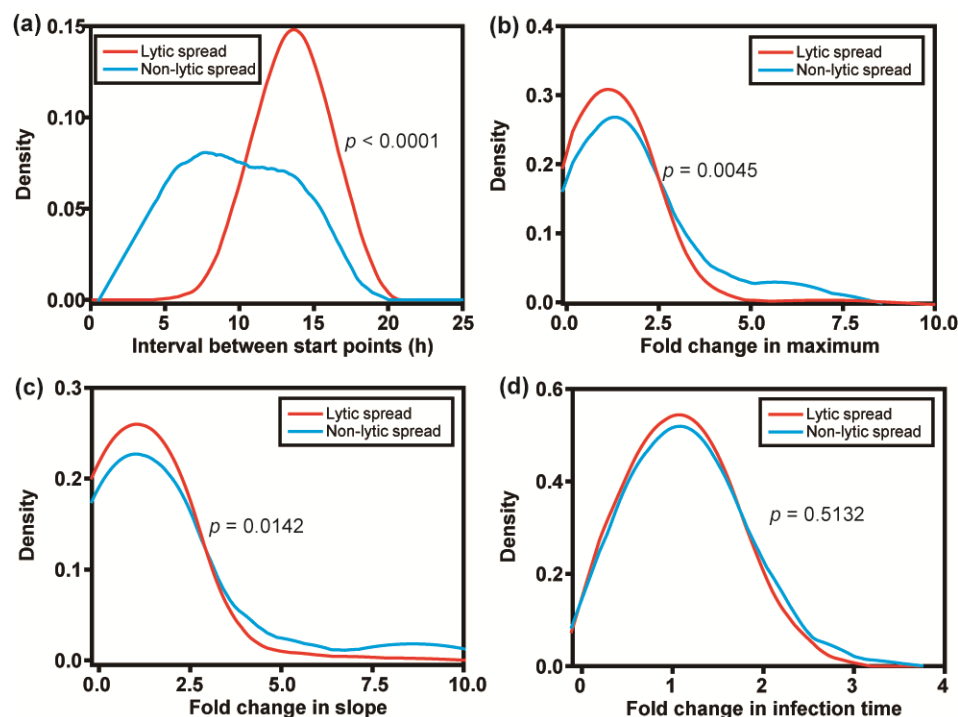 (a)
0.15
0.10
0.05
0.00
Density
Lytic spread
Non-lytic spread
p < 0.0001
0
5
10
15
20
25
Interval between start points (h)
(b)
0.4
0.3
0.2
0.1
0.0
Density
Lytic spread
Non-lytic spread
p = 0.0045
0.0
2.5
5.0
7.5
10.0
Fold change in maximum
(c)
0.3
0.2
0.1
0.0
Density
Lytic spread
Non-lytic spread
p = 0.0142
0.0
2.5
5.0
7.5
10.0
Fold change in slope
(d)
0.6
0.4
0.2
0.0
Density
Lytic spread
Non-lytic spread
p = 0.5132
0
1
2
3
4
Fold change in infection time